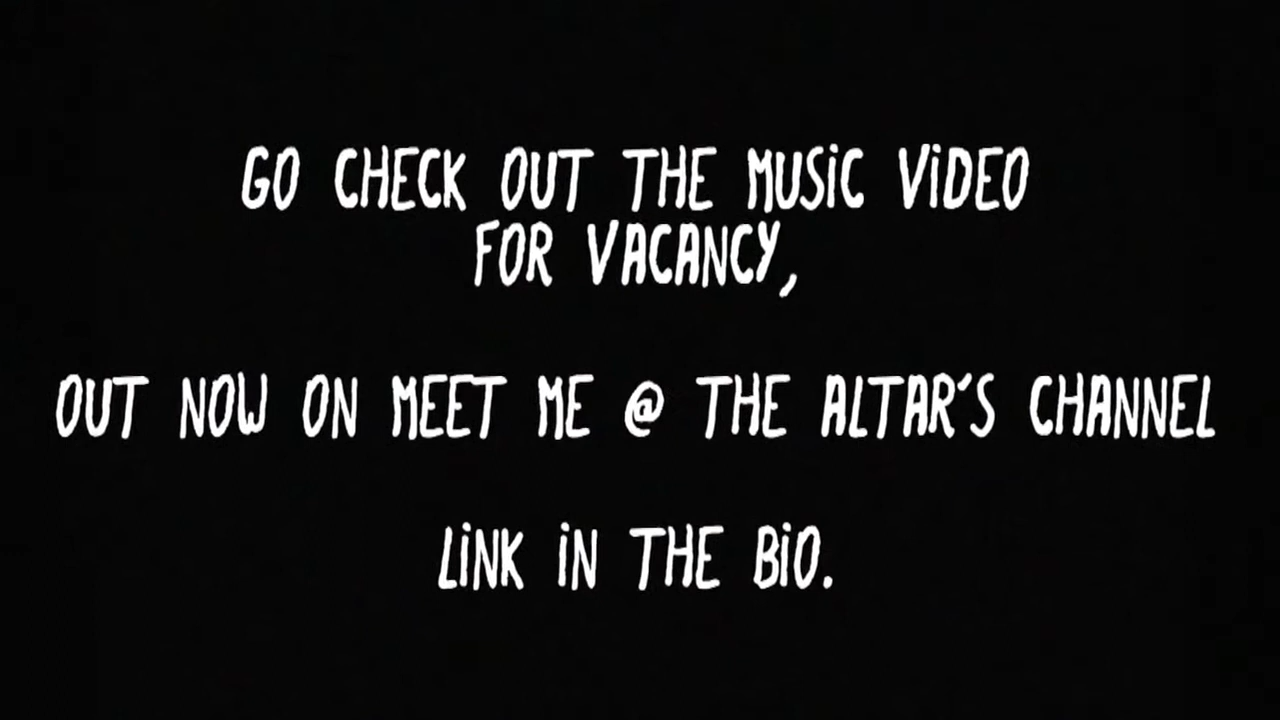 GO CHECK OUT THE MUSiC ViDEO
FOR VACANCY,
OUT NOW ON MEET ME @ THE ALTAR'S CHANNEL
LiNK iN THE BiO.